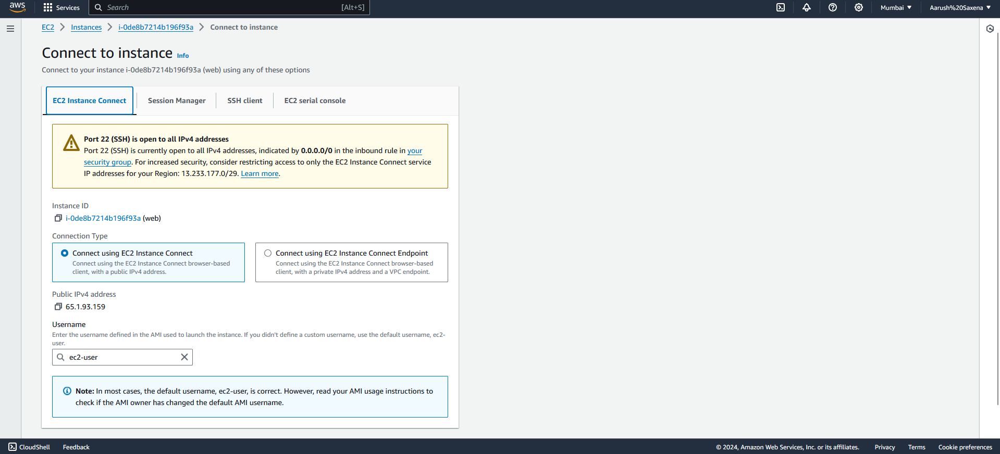 aws
Services
Search [Alt+S]
Mumbai ▼
Aarush%20Saxena ▼
EC2 > Instances > i-0de8b7214b196f93a > Connect to instance
Connect to instance Info
Connect to your instance i-0de8b7214b196f93a (web) using any of these options
EC2 Instance Connect
Session Manager
SSH client
EC2 serial console
Port 22 (SSH) is open to all IPv4 addresses
Port 22 (SSH) is currently open to all IPv4 addresses, indicated by 0.0.0.0/0 in the inbound rule in your
security group. For increased security, consider restricting access to only the EC2 Instance Connect service
IP addresses for your Region: 13.233.177.0/29. Learn more.
Instance ID
i-0de8b7214b196f93a (web)
Connection Type
Connect using EC2 Instance Connect
Connect using the EC2 Instance Connect browser-based
client, with a public IPv4 address.
Connect using EC2 Instance Connect Endpoint
Connect using the EC2 Instance Connect browser-based
client, with a private IPv4 address and a VPC endpoint.
Public IPv4 address
65.1.93.159
Username
Enter the username defined in the AMI used to launch the instance. If you didn't define a custom username, use the default username, ec2-
user.
ec2-user
Note: In most cases, the default username, ec2-user, is correct. However, read your AMI usage instructions to
check if the AMI owner has changed the default AMI username.
CloudShell
Feedback
© 2024, Amazon Web Services, Inc. or its affiliates.
Privacy
Terms
Cookie preferences